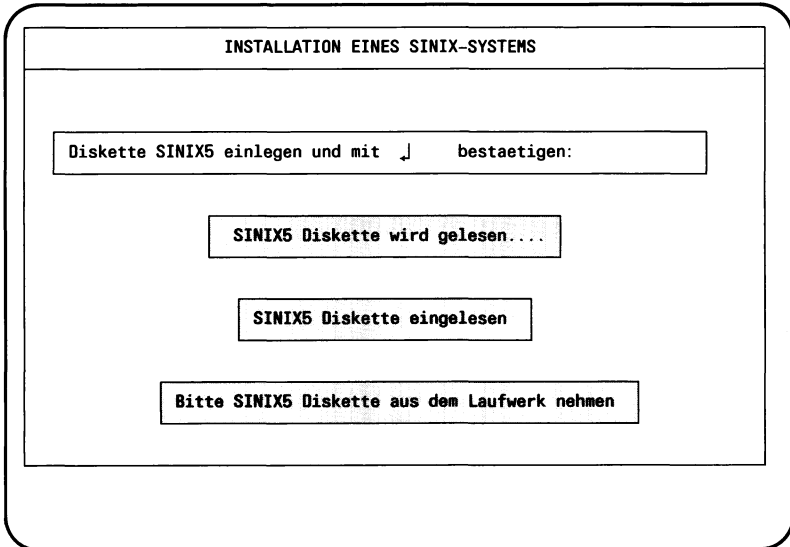 INSTALLATION EINES SINIX-SYSTEMS
Diskette SINIX5 einlegen und mit ↲ bestaetigen:
SINIX5 Diskette wird gelesen....
SINIX5 Diskette eingelesen
Bitte SINIX5 Diskette aus dem Laufwerk nehmen